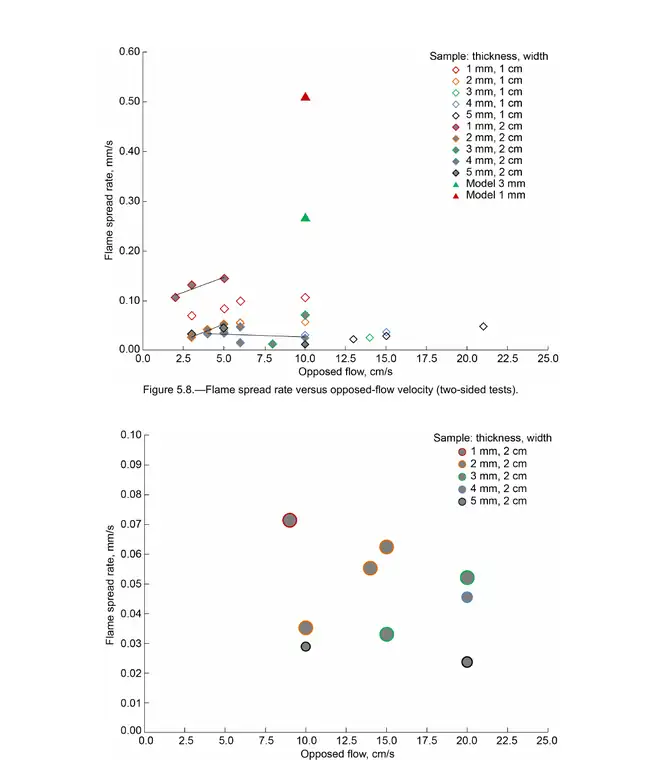 0.60
0.50
0.40
0.30
0.20
0.10
0.00
Flame spread rate, mm/s
Sample: thickness, width
1 mm, 1 cm
2 mm, 1 cm
3 mm, 1 cm
4 mm, 1 cm
5 mm, 1 cm
1 mm, 2 cm
2 mm, 2 cm
3 mm, 2 cm
4 mm, 2 cm
5 mm, 2 cm
Model 3 mm
Model 1 mm
0.0 2.5 5.0 7.5 10.0 12.5 15.0 17.5 20.0 22.5 25.0
Opposed flow, cm/s
Figure 5.8.—Flame spread rate versus opposed-flow velocity (two-sided tests).
0.10
0.09
0.08
0.07
0.06
0.05
0.04
0.03
0.02
0.01
0.00
Flame spread rate, mm/s
Sample: thickness, width
1 mm, 2 cm
2 mm, 2 cm
3 mm, 2 cm
4 mm, 2 cm
5 mm, 2 cm
0.0 2.5 5.0 7.5 10.0 12.5 15.0 17.5 20.0 22.5 25.0
Opposed flow, cm/s